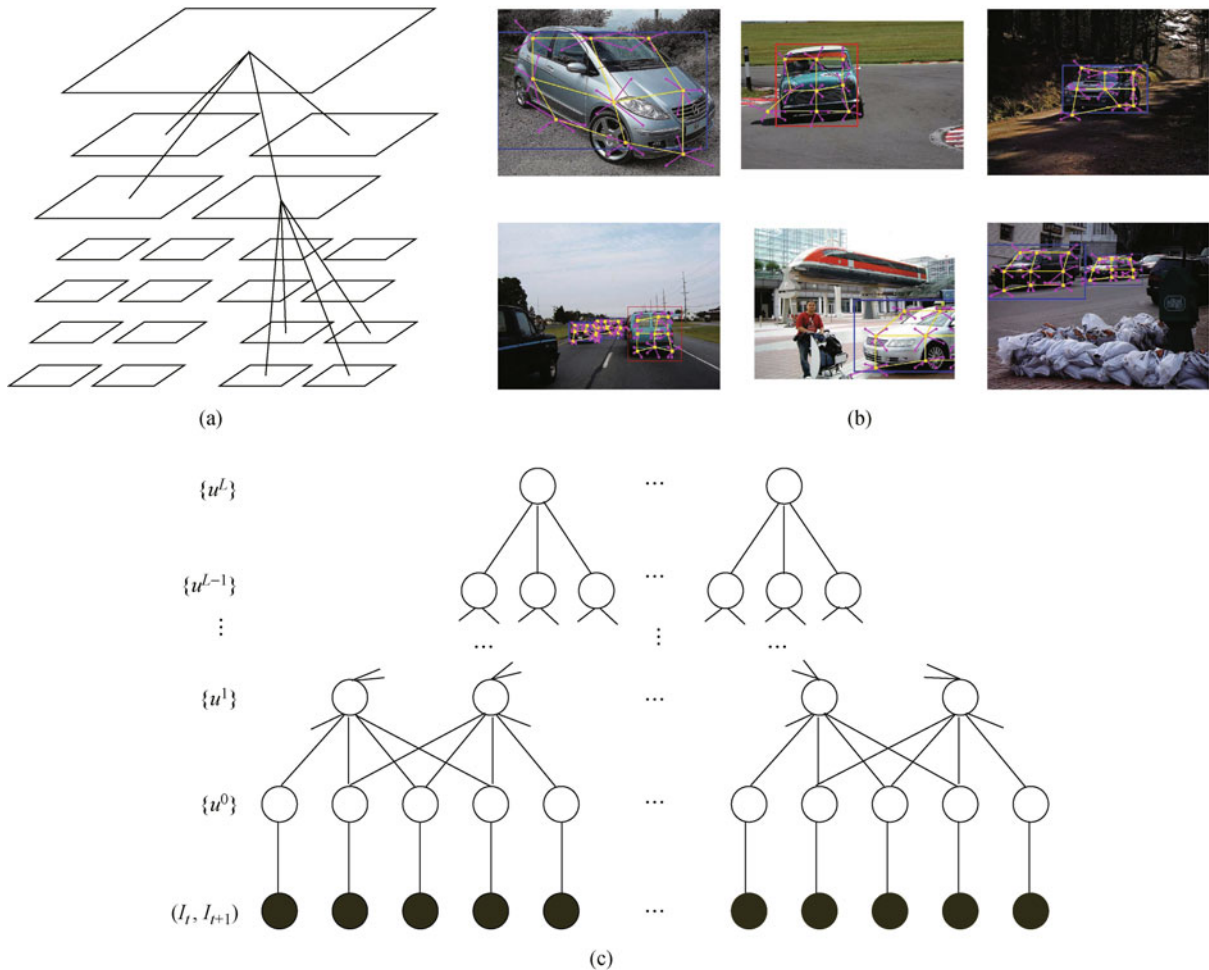 (a)
(b)
{u^L}
...
{u^{L−1}}
...
⋮
⋮
...
...
{u^1}
...
{u^0}
...
(I_t, I_{t+1})
...
(c)